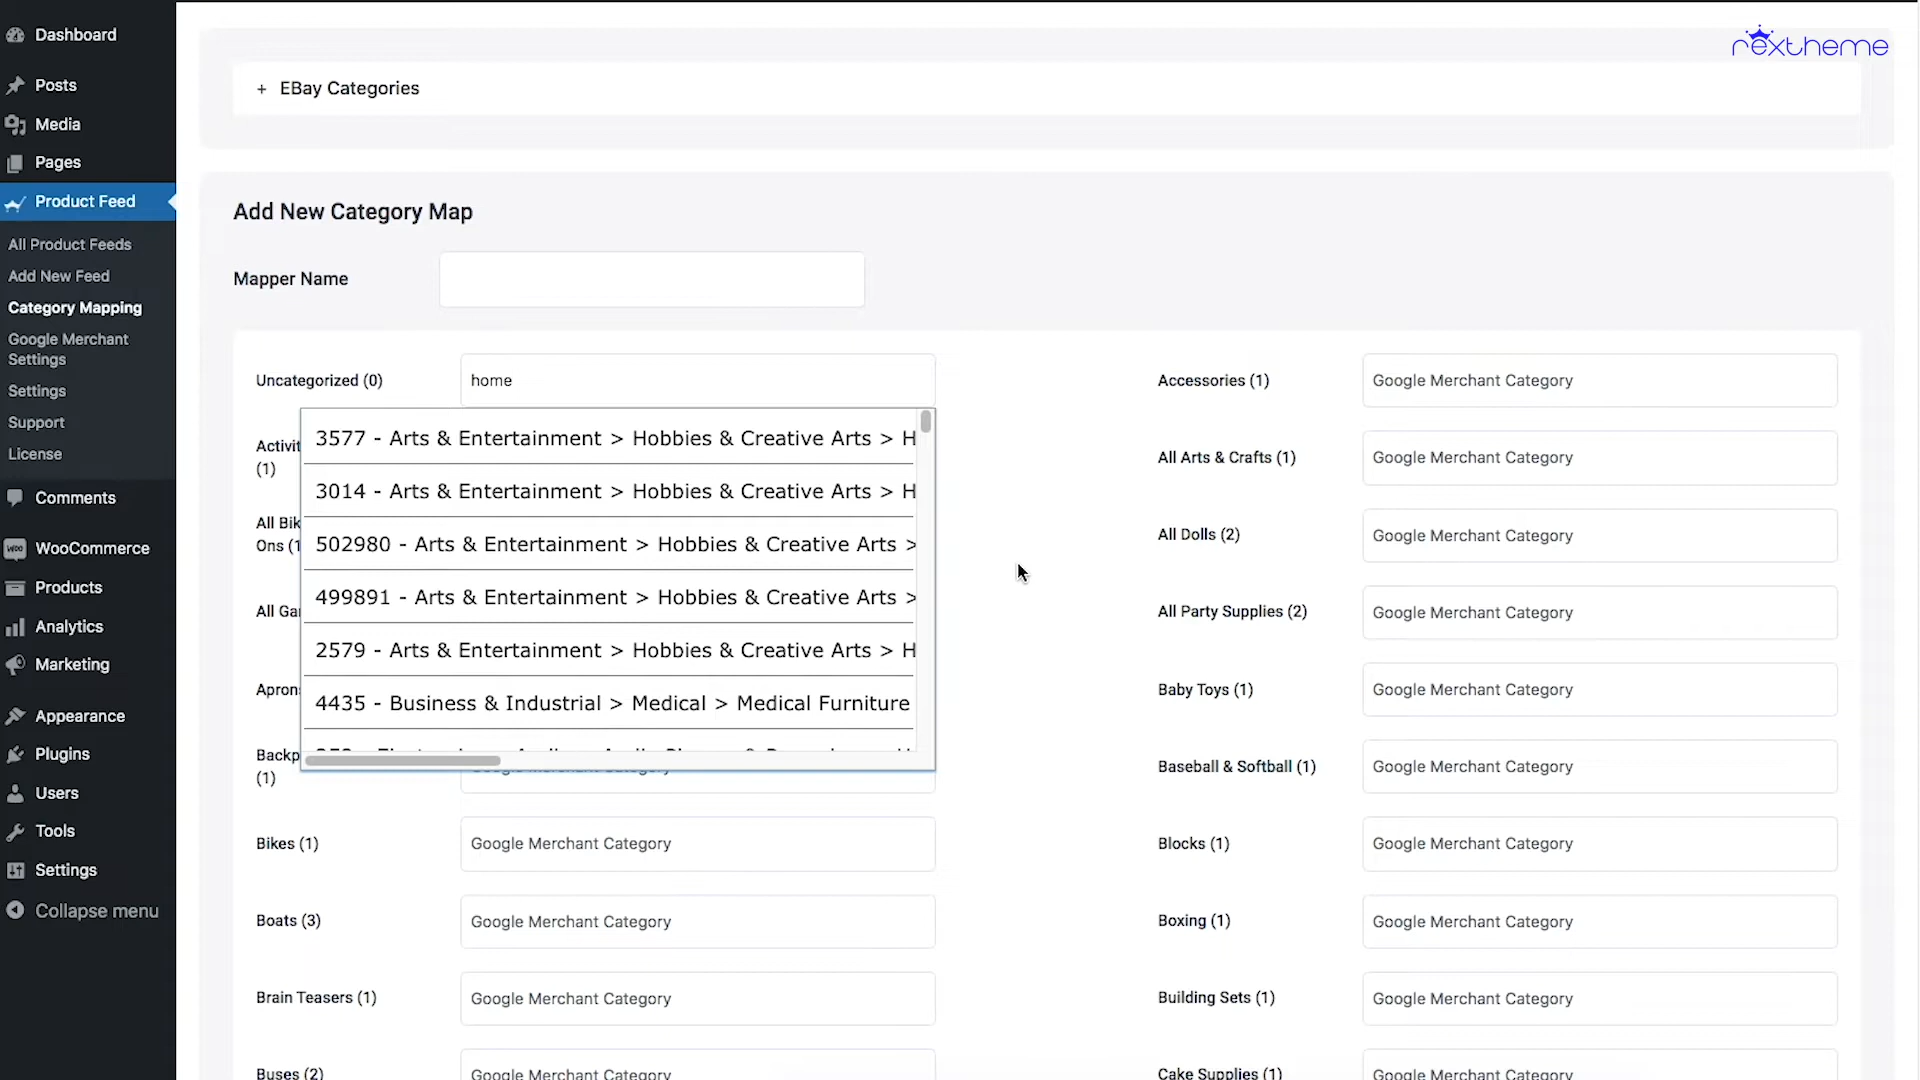 Dashboard
Posts
Media
Pages
Product Feed
All Product Feeds
Add New Feed
Category Mapping
Google Merchant
Settings
Settings
Support
License
Comments
WooCommerce
Products
Analytics
Marketing
Appearance
Plugins
Users
Tools
Settings
Collapse menu
rextheme
+ EBay Categories
Add New Category Map
Mapper Name
Uncategorized (0)
home
Accessories (1)
Google Merchant Category
3577 - Arts & Entertainment > Hobbies & Creative Arts > H
3014 - Arts & Entertainment > Hobbies & Creative Arts > H
502980 - Arts & Entertainment > Hobbies & Creative Arts >
499891 - Arts & Entertainment > Hobbies & Creative Arts >
2579 - Arts & Entertainment > Hobbies & Creative Arts > H
4435 - Business & Industrial > Medical > Medical Furniture
Activit
(1)
All Arts & Crafts (1)
Google Merchant Category
All Bik
Ons (1
All Dolls (2)
Google Merchant Category
All Gar
All Party Supplies (2)
Google Merchant Category
Aprons
Baby Toys (1)
Google Merchant Category
Backp
(1)
Baseball & Softball (1)
Google Merchant Category
Bikes (1)
Google Merchant Category
Blocks (1)
Google Merchant Category
Boats (3)
Google Merchant Category
Boxing (1)
Google Merchant Category
Brain Teasers (1)
Google Merchant Category
Building Sets (1)
Google Merchant Category
Buses (2)
Google Merchant Category
Cake Supplies (1)
Google Merchant Category